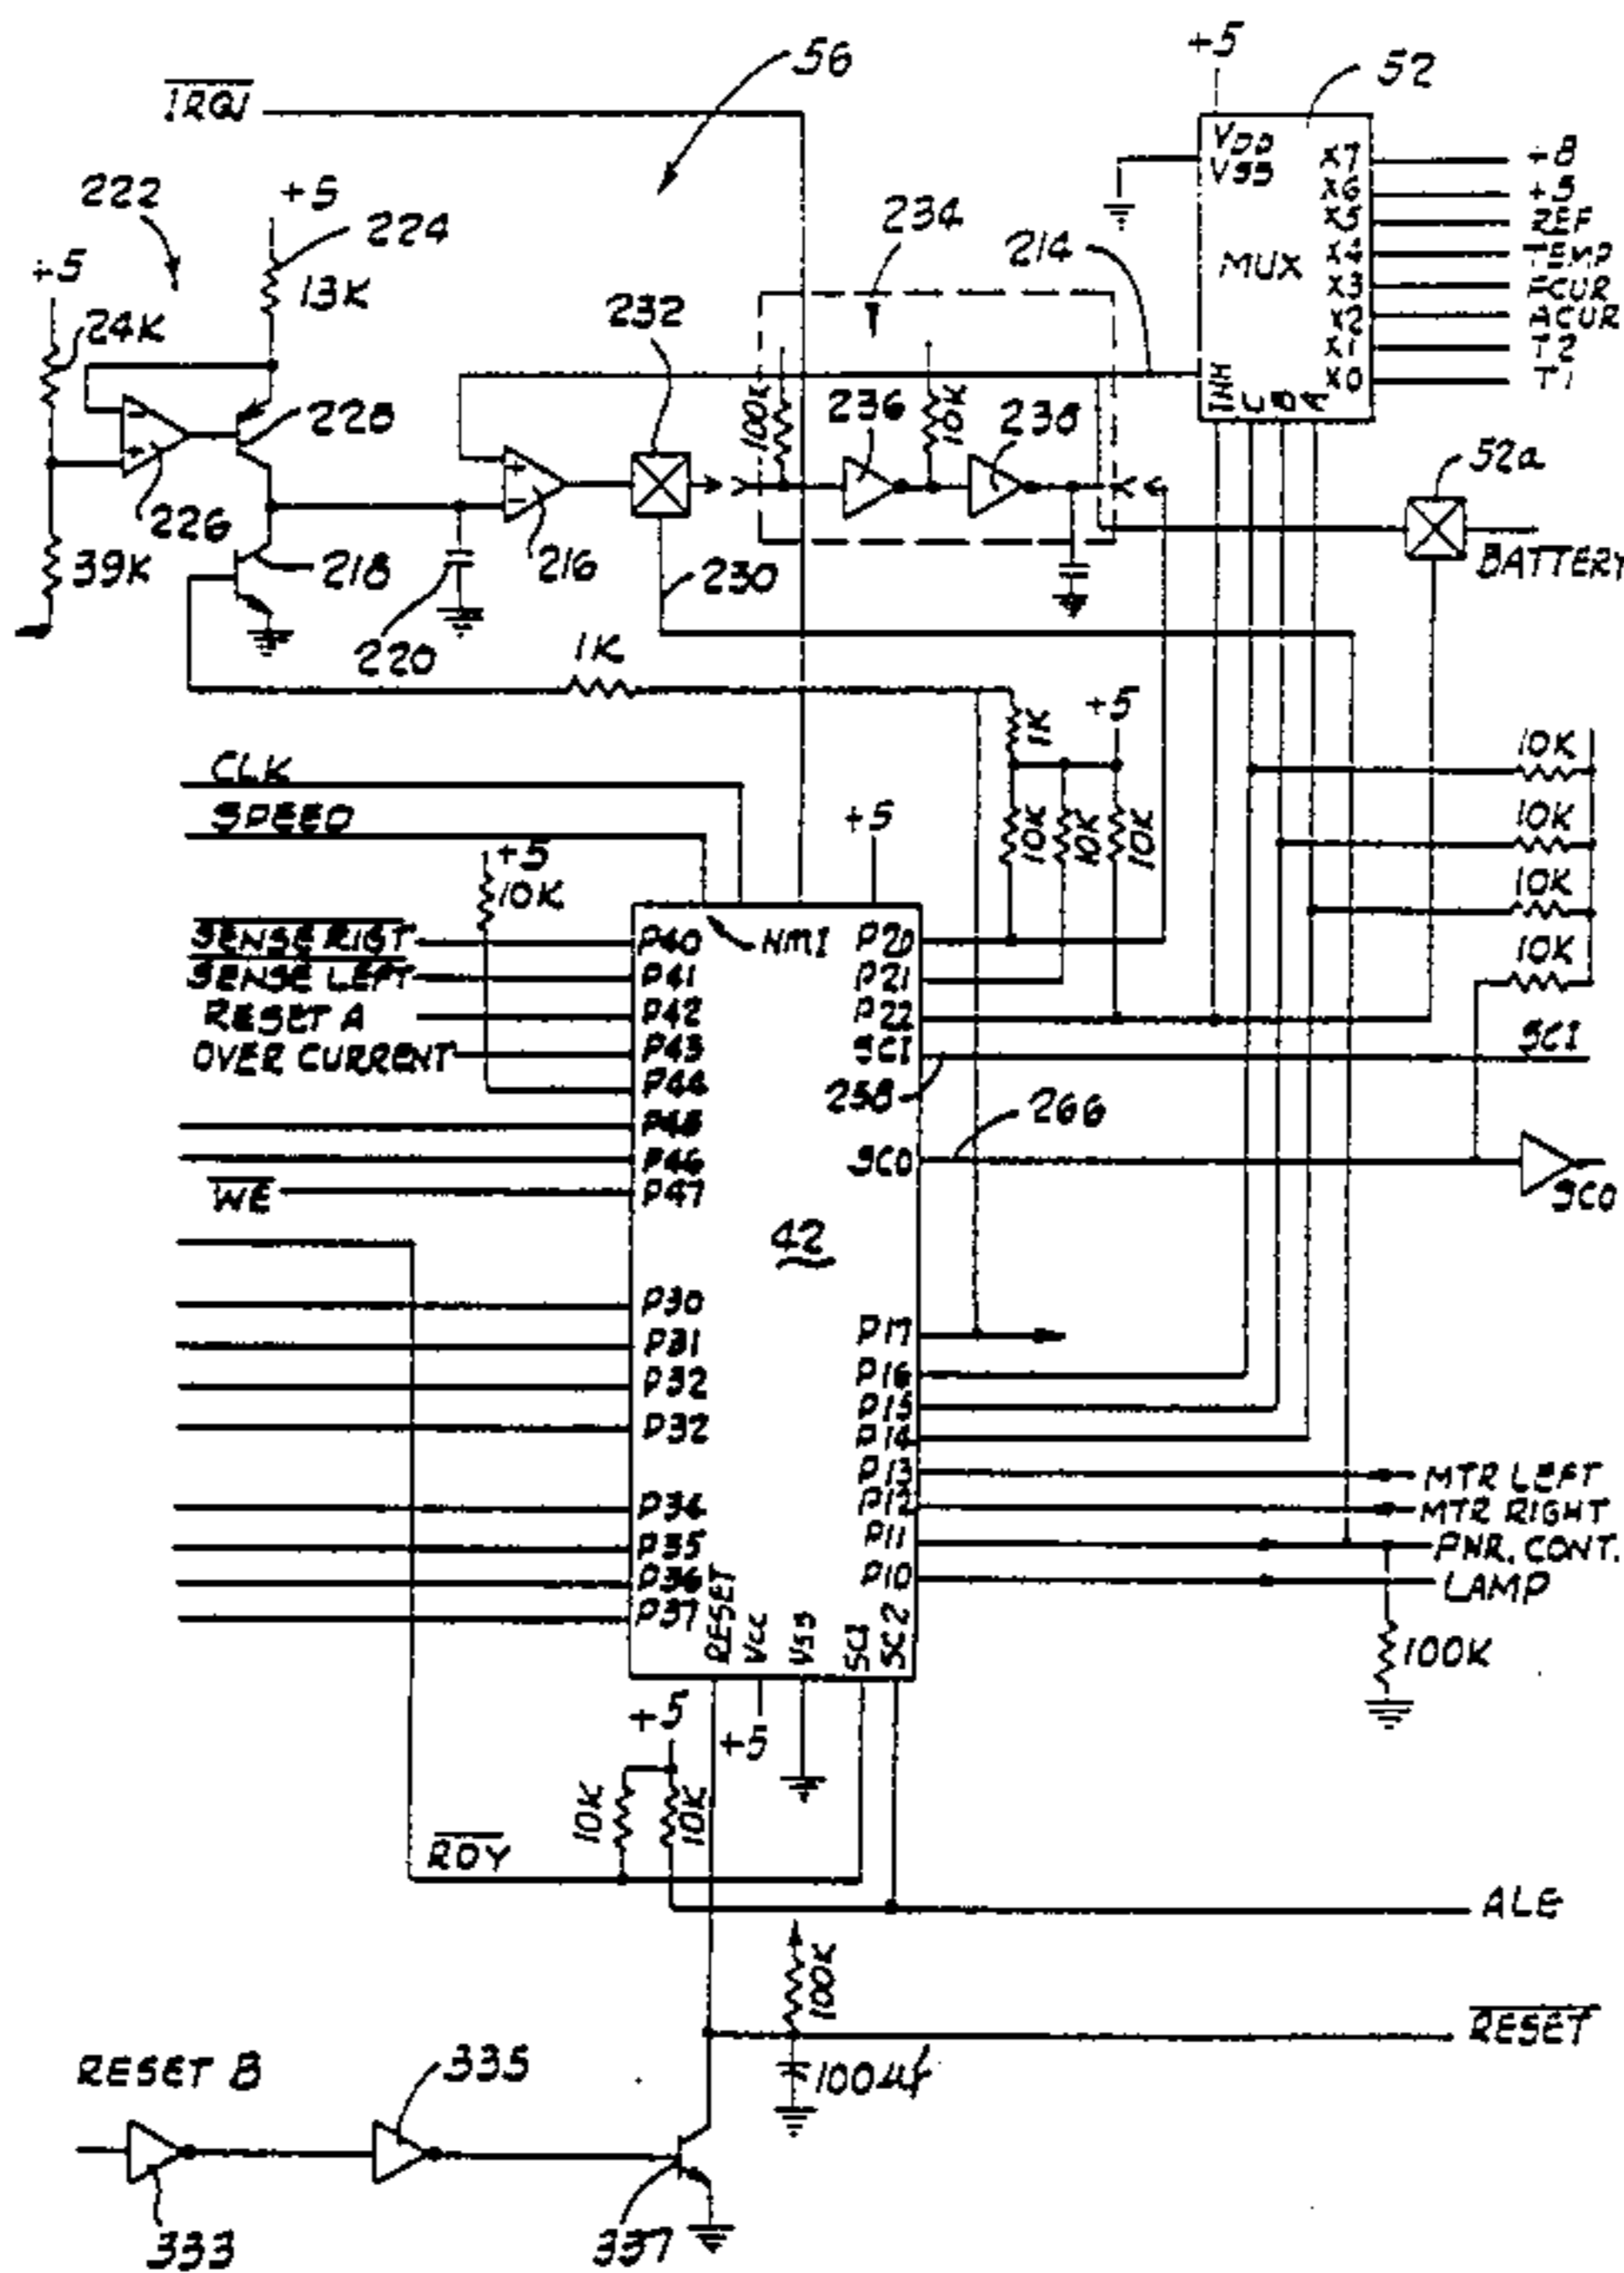 56
+5
52
IRQ1
222
+5
224
234
214
VDD
VSS
MUX
X7 +8
X6 +5
X5 REF
X4 TEMP
X3
X2
X1 T2
X0 T1
INH
C
B
A
+5
13K
232
24K
228
100K
236
10K
238
52a
226
39K
218
220
216
230
BATTERY
1K
1K
+5
CLK
SPEED
+5
10K
+5
10K
10K
10K
10K
10K
10K
10K
NMI
SENSE RIGT
SENSE LEFT
RESET A
OVER CURRENT
P40
P41
P42
P43
P44
P45
P46
WE
P47
P20
P21
P22
SCI
SCI
258
266
SCO
SCO
42
P30
P31
P32
P32
P34
P35
P36
P37
P17
P16
P15
P14
P13
P12
P11
P10
MTR LEFT
MTR RIGHT
PWR. CONT.
LAMP
100K
RESET
VCC
VSS
SC1
SC2
+5
+5
10K
10K
RDY
ALE
100K
RESET
100µf
RESET B
335
333
337